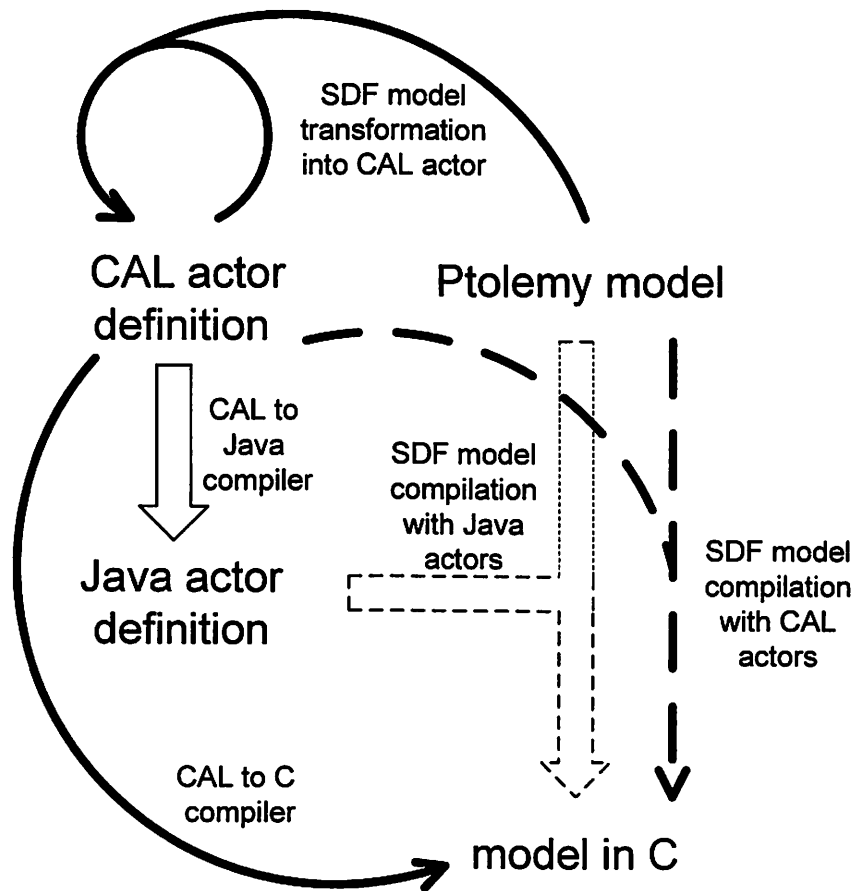 SDF model
transformation
into CAL actor
CAL actor
definition
Ptolemy model
CAL to
Java
compiler
SDF model
compilation
with Java
actors
SDF model
compilation
with CAL
actors
Java actor
definition
CAL to C
compiler
model in C